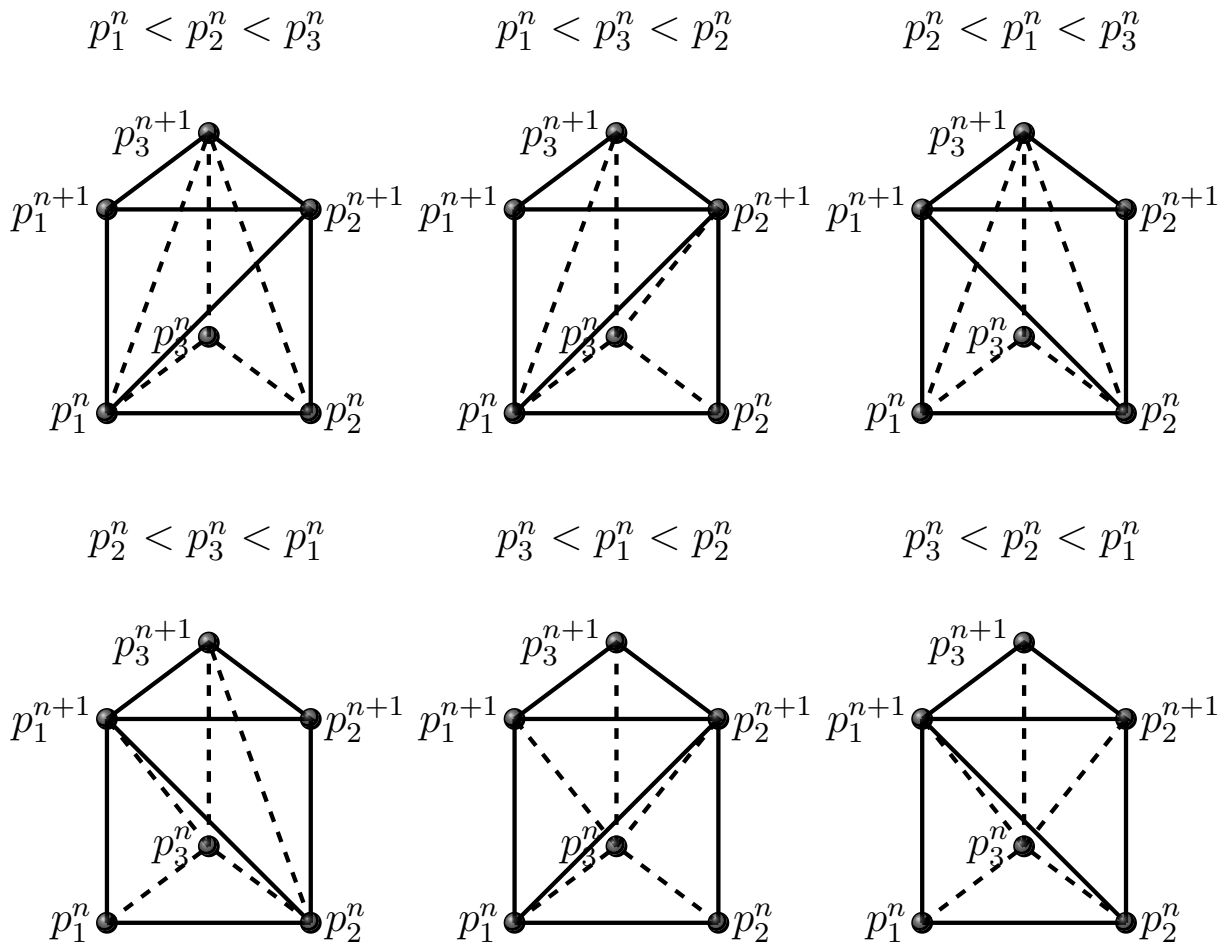 p_1^n < p_2^n < p_3^n
p_1^n < p_3^n < p_2^n
p_2^n < p_1^n < p_3^n
p_3^{n+1}
p_3^{n+1}
p_3^{n+1}
p_1^{n+1}
p_2^{n+1}
p_1^{n+1}
p_2^{n+1}
p_1^{n+1}
p_2^{n+1}
p_3^n
p_3^n
p_3^n
p_1^n
p_2^n
p_1^n
p_2^n
p_1^n
p_2^n
p_2^n < p_3^n < p_1^n
p_3^n < p_1^n < p_2^n
p_3^n < p_2^n < p_1^n
p_3^{n+1}
p_3^{n+1}
p_3^{n+1}
p_1^{n+1}
p_2^{n+1}
p_1^{n+1}
p_2^{n+1}
p_1^{n+1}
p_2^{n+1}
p_3^n
p_3^n
p_3^n
p_1^n
p_2^n
p_1^n
p_2^n
p_1^n
p_2^n